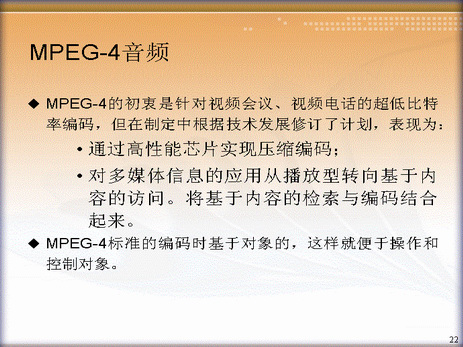 MPEG-4音频
◆ MPEG-4的初衷是针对视频会议、视频电话的超低比特
率编码，但在制定中根据技术发展修订了计划，表现为：
• 通过高性能芯片实现压缩编码；
• 对多媒体信息的应用从播放型转向基于内
容的访问。将基于内容的检索与编码结合
起来。
◆ MPEG-4标准的编码时基于对象的，这样就便于操作和
控制对象。
22